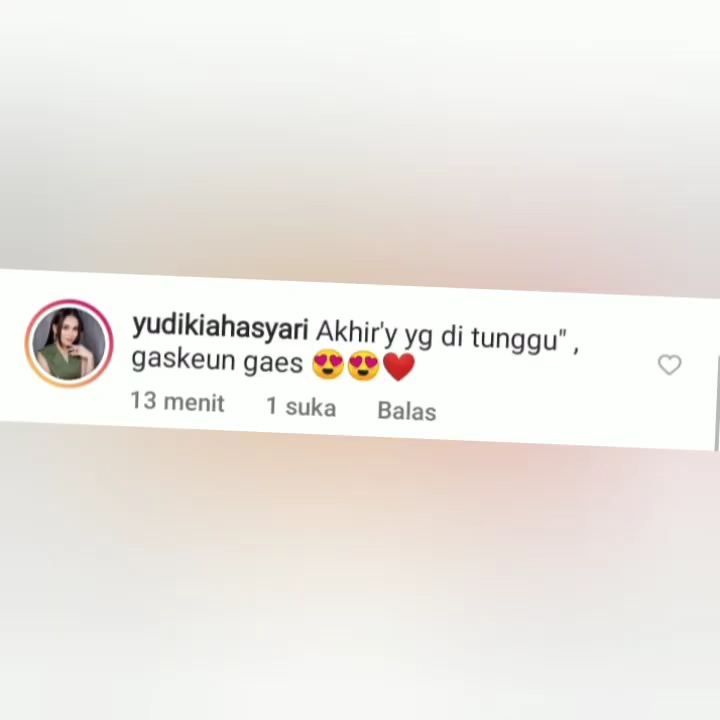 yudikiahasyari Akhir'y yg di tunggu" ,
gaskeun gaes 😍😍❤️
13 menit 1 suka Balas